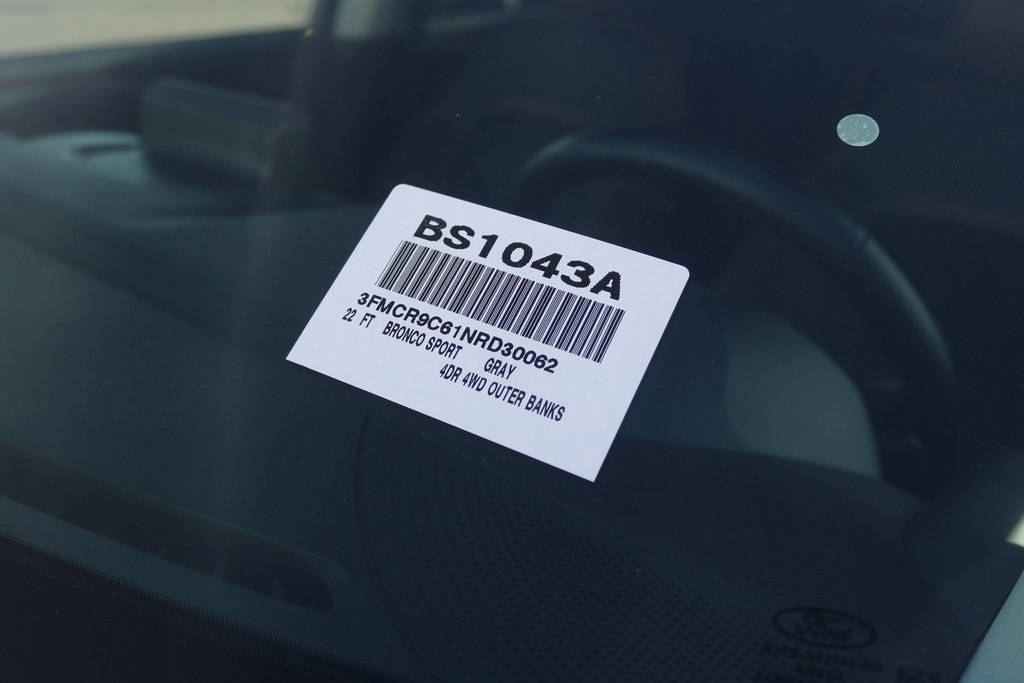 BS1043A
3FMCR9C61NRD30062
22 FT BRONCO SPORT GRAY
4DR 4WD OUTER BANKS
Ford